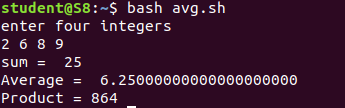 student@S8:~$ bash avg.sh
enter four integers
2 6 8 9
sum =  25
Average =  6.25000000000000000000
Product = 864